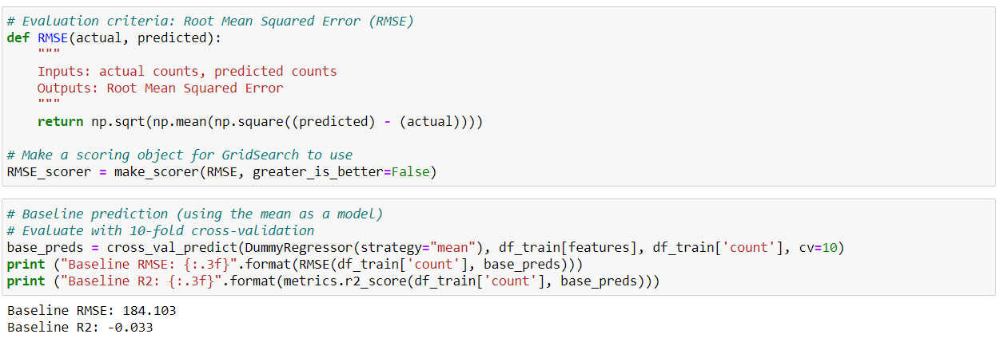 # Evaluation criteria: Root Mean Squared Error (RMSE)
def RMSE(actual, predicted):
    """
    Inputs: actual counts, predicted counts
    Outputs: Root Mean Squared Error
    """
    return np.sqrt(np.mean(np.square((predicted) - (actual))))
# Make a scoring object for GridSearch to use
RMSE_scorer = make_scorer(RMSE, greater_is_better=False)
# Baseline prediction (using the mean as a model)
# Evaluate with 10-fold cross-validation
base_preds = cross_val_predict(DummyRegressor(strategy="mean"), df_train[features], df_train['count'], cv=10)
print ("Baseline RMSE: {:.3f}".format(RMSE(df_train['count'], base_preds)))
print ("Baseline R2: {:.3f}".format(metrics.r2_score(df_train['count'], base_preds)))
Baseline RMSE: 184.103
Baseline R2: -0.033